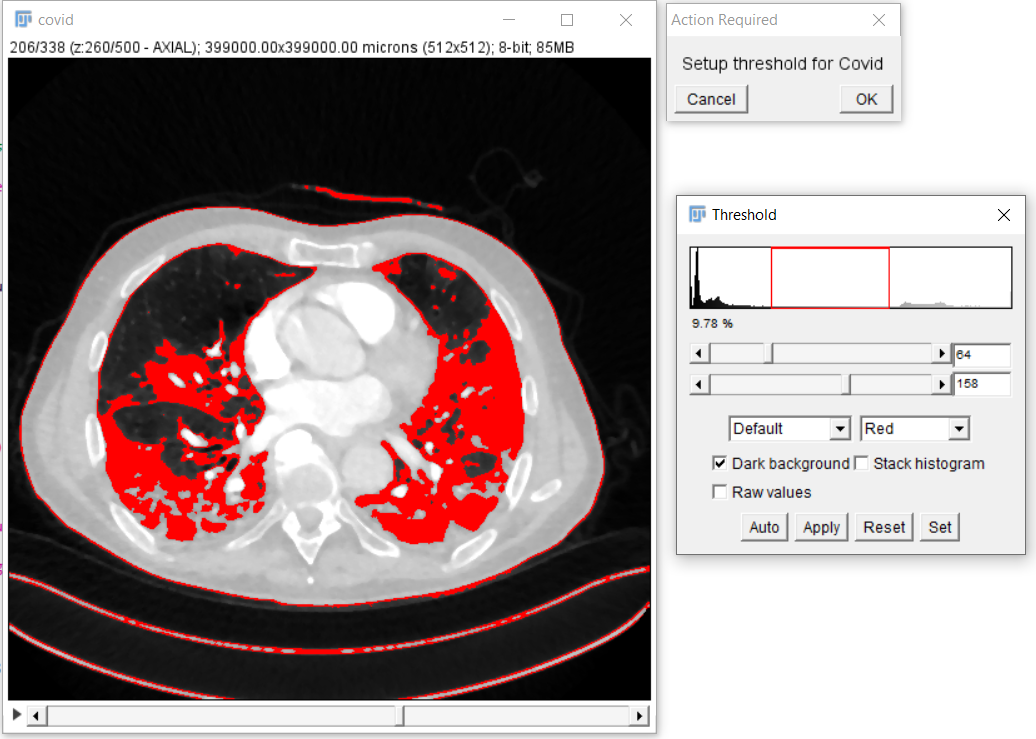 covid
206/338 (z:260/500 - AXIAL); 399000.00x399000.00 microns (512x512); 8-bit; 85MB
Action Required
Setup threshold for Covid
Cancel OK
Threshold
9.78 %
64
158
Default Red
Dark background Stack histogram
Raw values
Auto Apply Reset Set